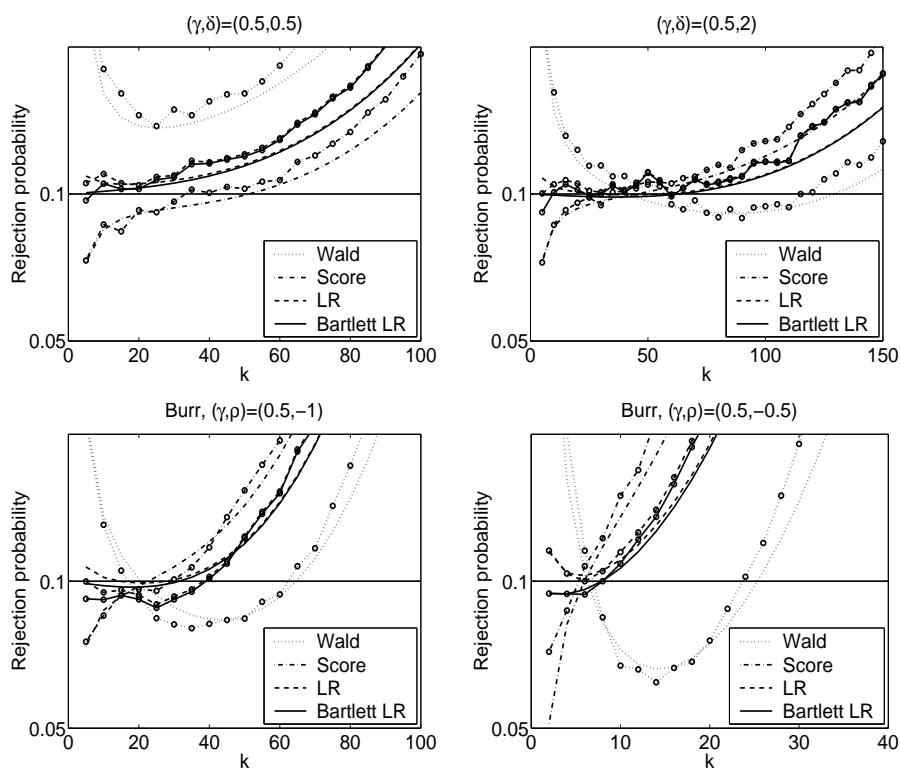 (γ,δ)=(0.5,0.5)
0.1
0.05
0 20 40 60 80 100
k
Rejection probability
Wald
Score
LR
Bartlett LR
(γ,δ)=(0.5,2)
0.1
0.05
0 50 100 150
k
Rejection probability
Wald
Score
LR
Bartlett LR
Burr, (γ,ρ)=(0.5,−1)
0.1
0.05
0 20 40 60 80 100
k
Rejection probability
Wald
Score
LR
Bartlett LR
Burr, (γ,ρ)=(0.5,−0.5)
0.1
0.05
0 10 20 30 40
k
Rejection probability
Wald
Score
LR
Bartlett LR